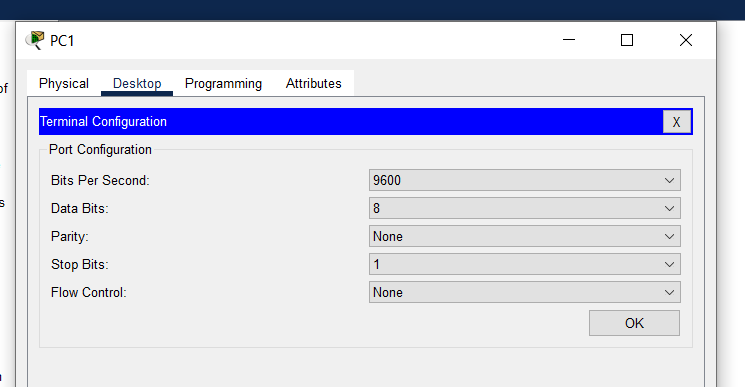 PC1
Physical Desktop Programming Attributes
Terminal Configuration X
Port Configuration
Bits Per Second: 9600
Data Bits: 8
Parity: None
Stop Bits: 1
Flow Control: None
OK